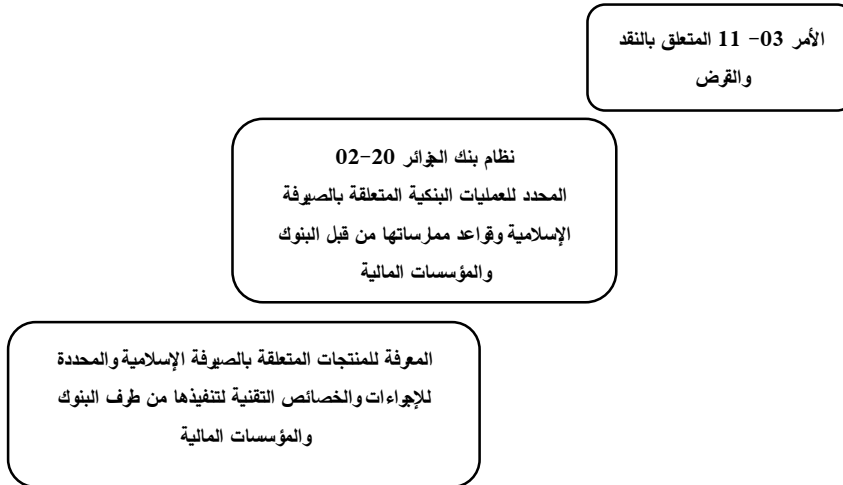 الأمر 03- 11 المتعلق بالنقد
والقرض
نظام بنك الجزائر 20-02
المحدد للعمليات البنكية المتعلقة بالصيرفة
الإسلامية وقواعد ممارساتها من قبل البنوك
والمؤسسات المالية
المعرفة للمنتجات المتعلقة بالصيرفة الإسلامية والمحددة
للإجراءات والخصائص التقنية لتنفيذها من طرف البنوك
والمؤسسات المالية